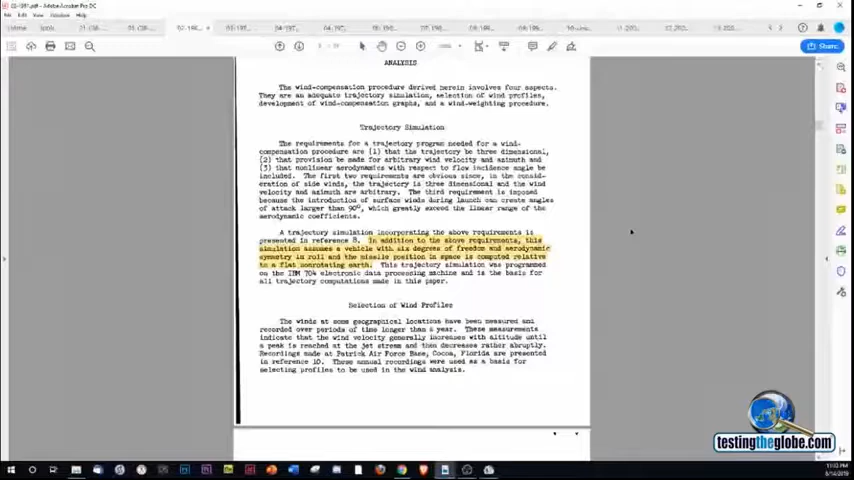 Share
ANALYSIS
The wind-compensation procedure derived herein involves four aspects.
They are an adequate trajectory simulation, selection of wind profiles,
development of wind-compensation graphs, and a wind-weighting procedure.
Trajectory Simulation
The requirements for a trajectory program needed for a wind-
compensation procedure are (1) that the trajectory be three dimensional,
(2) that provision be made for arbitrary wind velocity and azimuth and
(3) that nonlinear aerodynamics with respect to flow incidence angle be
included. The first two requirements are obvious since, in the consid-
eration of side winds, the trajectory is three dimensional and the wind
velocity and azimuth are arbitrary. The third requirement is imposed
because the introduction of surface winds during launch can create angles
of attack larger than 90°, which greatly exceed the linear range of the
aerodynamic coefficients.
A trajectory simulation incorporating the above requirements is
presented in reference 8. In addition to the above requirements, this
simulation assumes a vehicle with six degrees of freedom and aerodynamic
symmetry in roll and the missile position in space is computed relative
to a flat nonrotating earth. This trajectory simulation was programmed
on the IBM 704 electronic data processing machine and is the basis for
all trajectory computations made in this paper.
Selection of Wind Profiles
The winds at some geographical locations have been measured and
recorded over periods of time longer than a year. These measurements
indicate that the wind velocity generally increases with altitude until
a peak is reached at the jet stream and then decreases rather abruptly.
Recordings made at Patrick Air Force Base, Cocoa, Florida are presented
in reference 10. These annual recordings were used as a basis for
selecting profiles to be used in the wind analysis.
testingtheglobe.com